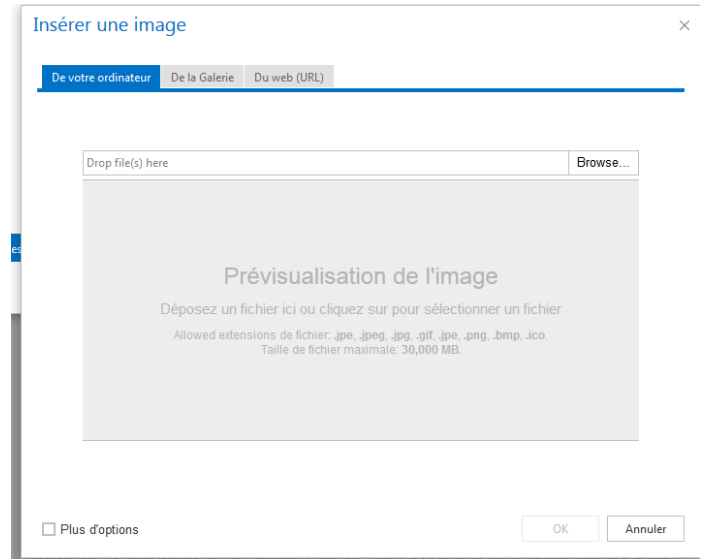 Insérer une image
De votre ordinateur
De la Galerie
Du web (URL)
Drop file(s) here
Browse...
Prévisualisation de l'image
Déposez un fichier ici ou cliquez sur pour sélectionner un fichier
Allowed extensions de fichier: .jpe, .jpeg, .jpg, .gif, .jpe, .png, .bmp, .ico.
Taille de fichier maximale: 30,000 MB.
Plus d'options
OK
Annuler